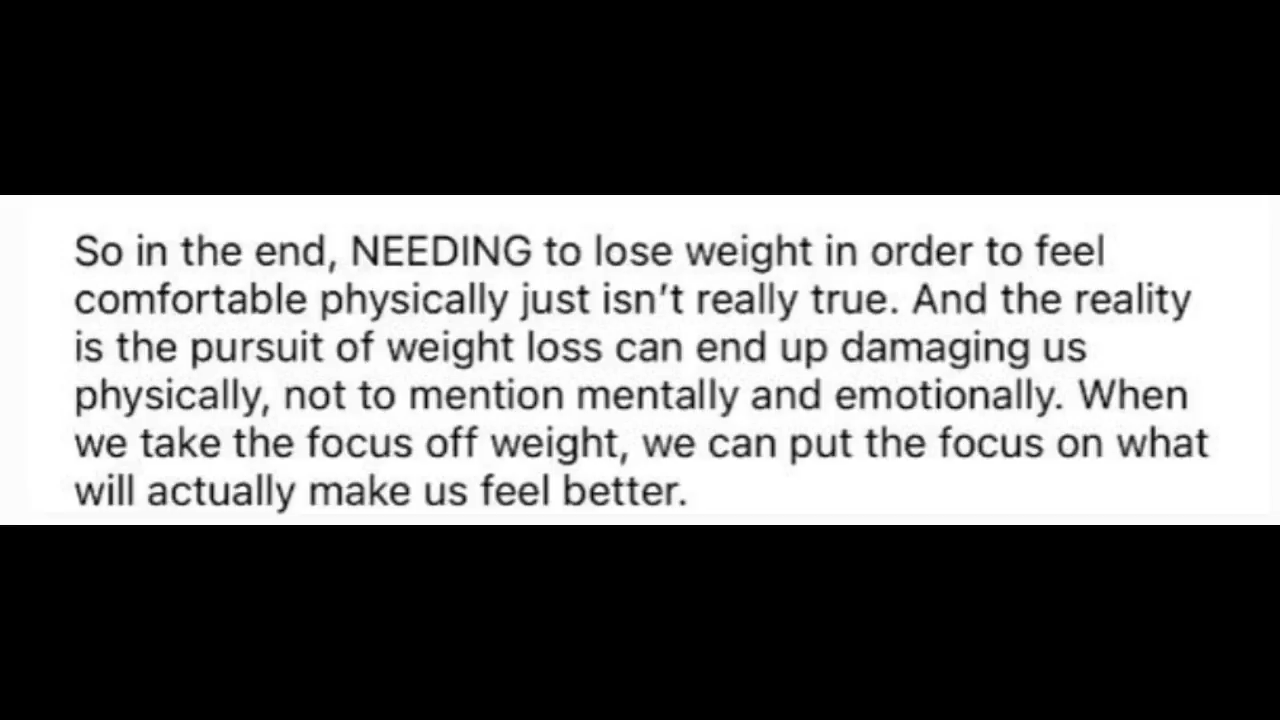 So in the end, NEEDING to lose weight in order to feel
comfortable physically just isn’t really true. And the reality
is the pursuit of weight loss can end up damaging us
physically, not to mention mentally and emotionally. When
we take the focus off weight, we can put the focus on what
will actually make us feel better.